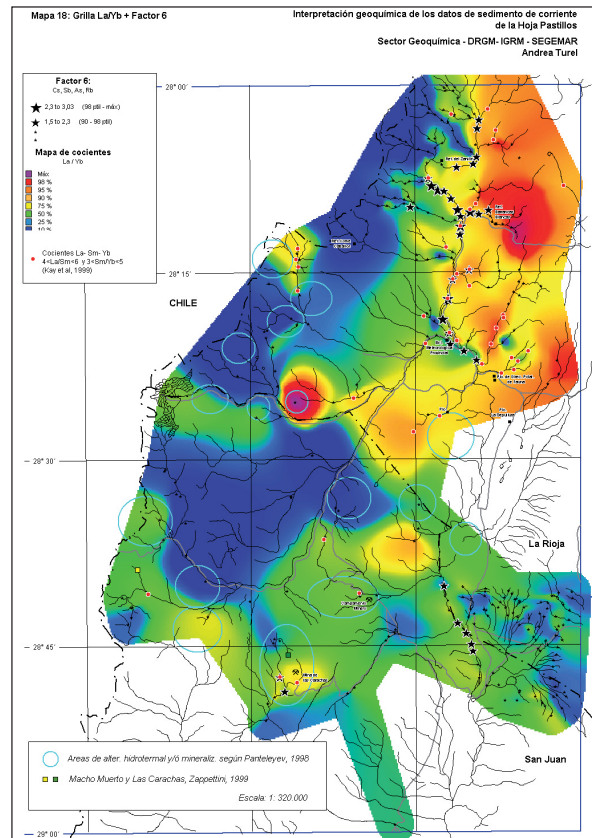 Mapa 18: Grilla La/Yb + Factor 6
Interpretación geoquímica de los datos de sedimento de corriente
de la Hoja Pastillos
Sector Geoquímica - DRGM- IGRM - SEGEMAR
Andrea Turel
Factor 6:
Cs, Sb, As, Rb
2,3 to 3,03 (98 ptil - máx)
1,5 to 2,3 (90 - 98 ptil)
Mapa de cocientes
La / Yb
Máx
98 %
95 %
90 %
75 %
50 %
25 %
10 %
Cocientes La- Sm- Yb
4<La/Sm<6 y 3<Sm/Yb<5
(Kay et al, 1999)
28° 00'
28° 15'
CHILE
28° 30'
La Rioja
28° 45'
San Juan
Areas de alter. hidrotermal y/ó mineraliz. según Panteleyev, 1998
Macho Muerto y Las Carachas, Zappettini, 1999
Escala: 1: 320.000
29° 00'